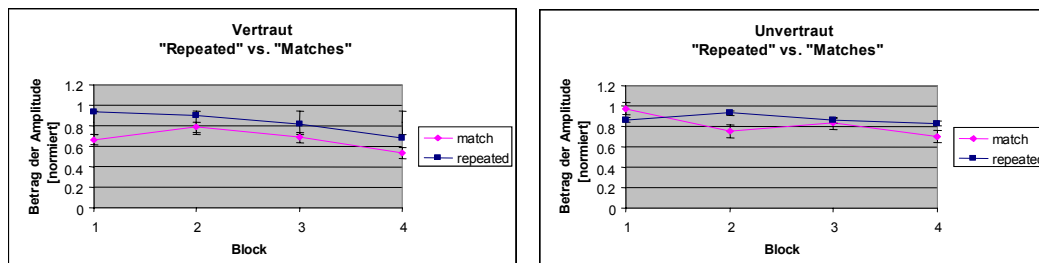 Vertraut
"Repeated" vs. "Matches"
Betrag der Amplitude
[normiert]
1.2
1
0.8
0.6
0.4
0.2
0
1 2 3 4
Block
match
repeated
Unvertraut
"Repeated" vs. "Matches"
Betrag der Amplitude
[normiert]
1.2
1
0.8
0.6
0.4
0.2
0
1 2 3 4
Block
match
repeated